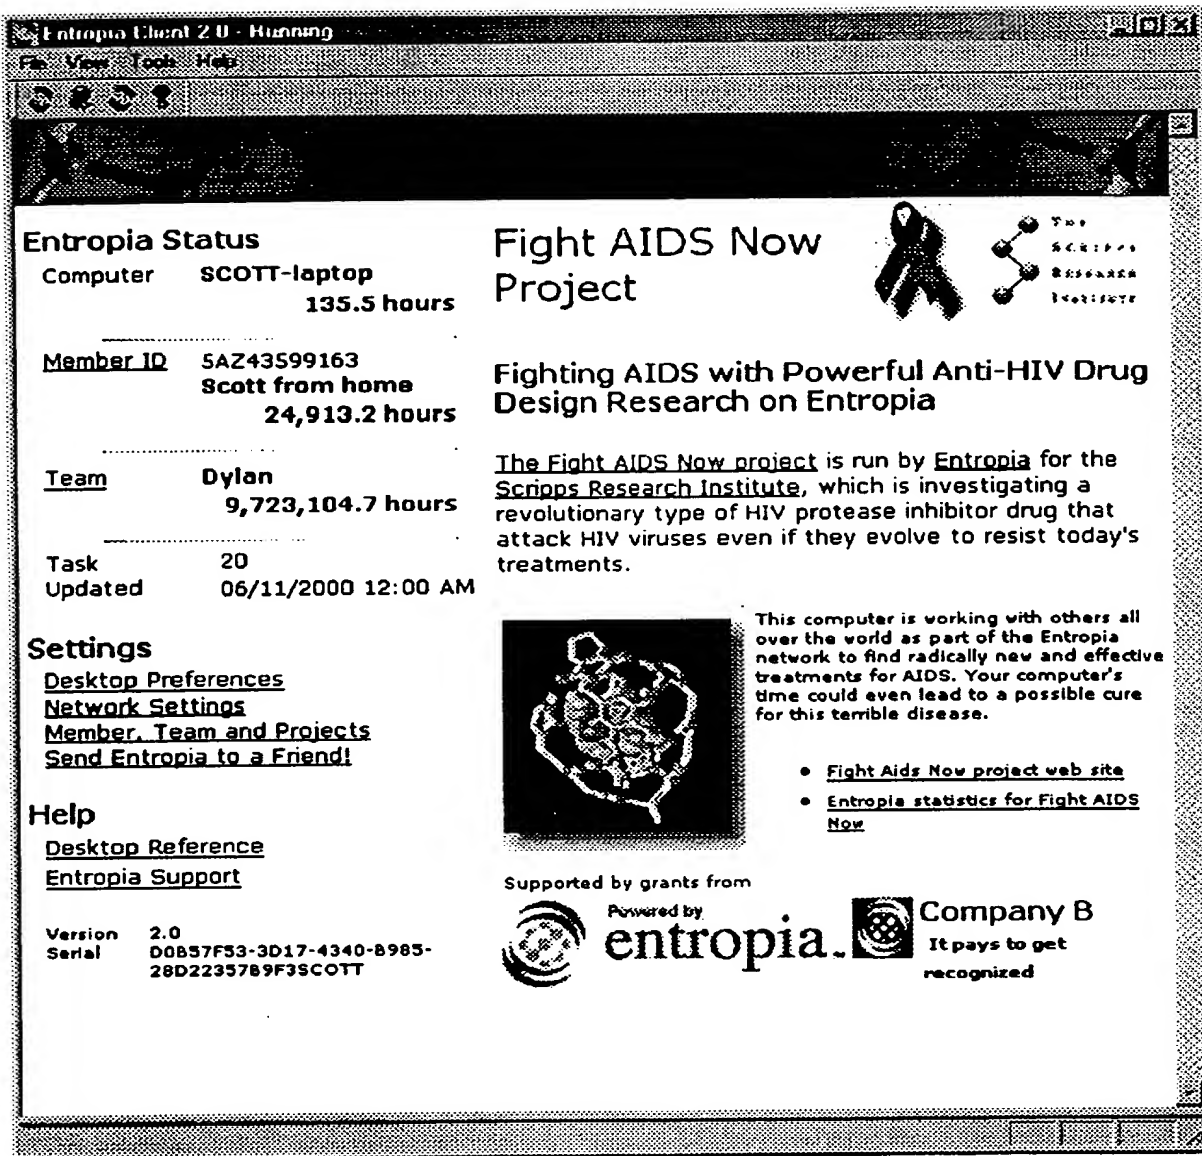 Entropia Client 2.0 - Running
File View Tools Help
Entropia Status
Computer SCOTT-laptop
135.5 hours
Member ID 5AZ43599163
Scott from home
24,913.2 hours
Team Dylan
9,723,104.7 hours
Task 20
Updated 06/11/2000 12:00 AM
Settings
Desktop Preferences
Network Settings
Member, Team and Projects
Send Entropia to a Friend!
Help
Desktop Reference
Entropia Support
Version 2.0
Serial D0B57F53-3D17-4340-8985-
28D2235789F3SCOTT
Fight AIDS Now
Project
THE
SCRIPPS
RESEARCH
INSTITUTE
Fighting AIDS with Powerful Anti-HIV Drug
Design Research on Entropia
The Fight AIDS Now project is run by Entropia for the
Scripps Research Institute, which is investigating a
revolutionary type of HIV protease inhibitor drug that
attack HIV viruses even if they evolve to resist today's
treatments.
This computer is working with others all
over the world as part of the Entropia
network to find radically new and effective
treatments for AIDS. Your computer's
time could even lead to a possible cure
for this terrible disease.
• Fight Aids Now project web site
• Entropia statistics for Fight AIDS
Now
Supported by grants from
Powered by
entropia™
Company B
It pays to get
recognized